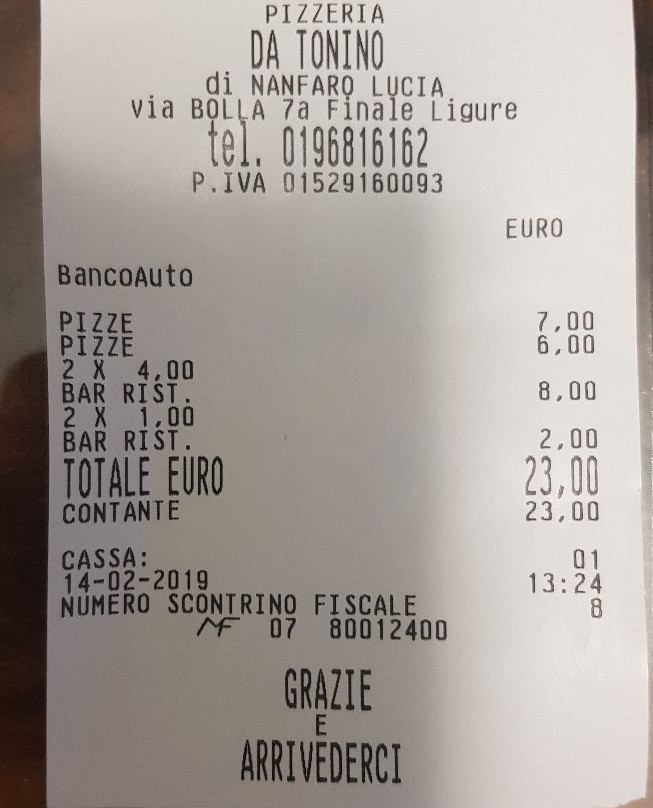 PIZZERIA
DA TONINO
di NANFARO LUCIA
via BOLLA 7a Finale Ligure
tel. 0196816162
P.IVA 01529160093
EURO
BancoAuto
PIZZE 7,00
PIZZE 6,00
2 X 4,00
BAR RIST. 8,00
2 X 1,00
BAR RIST. 2,00
TOTALE EURO 23,00
CONTANTE 23,00
CASSA: 01
14-02-2019 13:24
NUMERO SCONTRINO FISCALE 8
MF 07 80012400
GRAZIE
E
ARRIVEDERCI